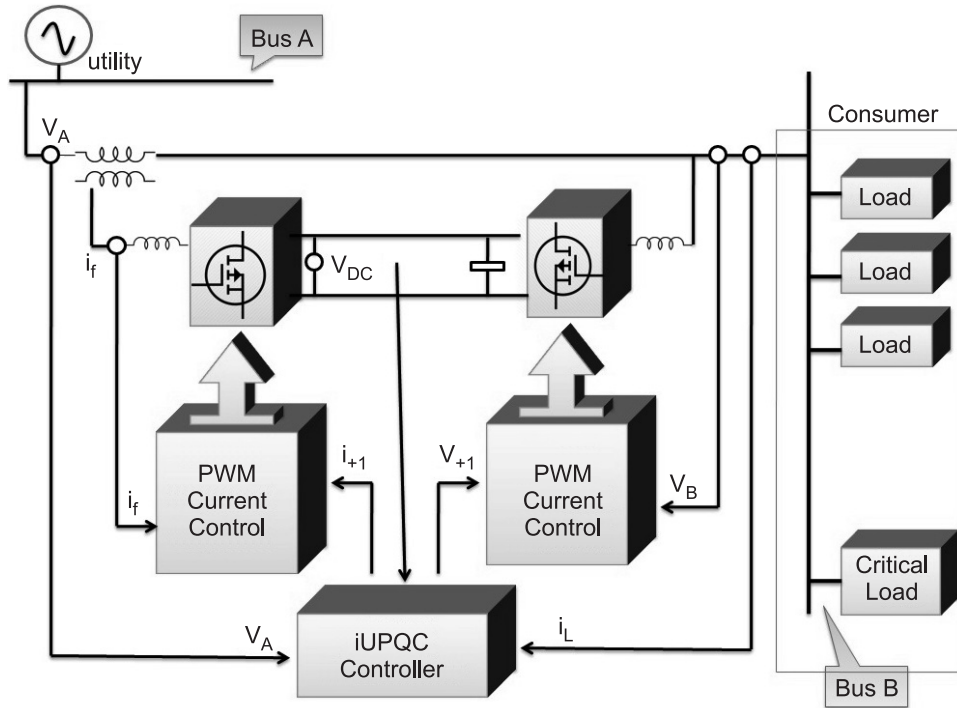 Bus A
utility
Consumer
V_A
Load
i_f
V_DC
Load
Load
PWM
Current
Control
i_+1
V_+1
PWM
Current
Control
V_B
i_f
Critical
Load
V_A
iUPQC
Controller
i_L
Bus B